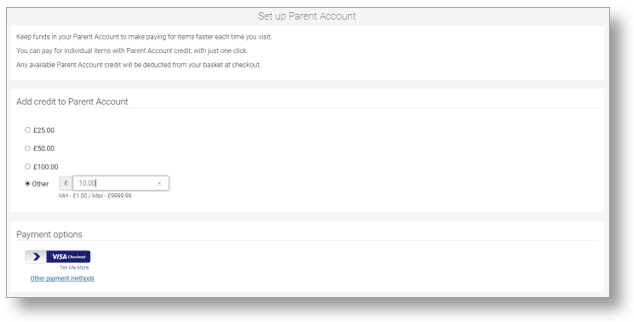 Set up Parent Account
Keep funds in your Parent Account to make paying for items faster each time you visit.
You can pay for individual items with Parent Account credit, with just one click.
Any available Parent Account credit will be deducted from your basket at checkout.
Add credit to Parent Account
£25.00
£50.00
£100.00
Other £ 10.00 ×
Min - £1.00 / Max - £9999.99
Payment options
VISA Checkout
Tell Me More
Other payment methods